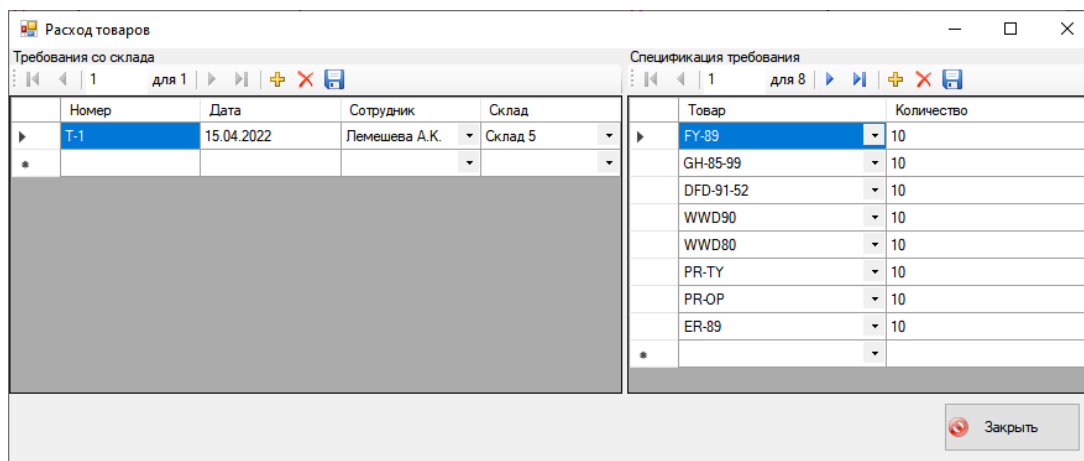 Расход товаров
Требования со склада
1 для 1
Номер Дата Сотрудник Склад
T-1 15.04.2022 Лемешева А.К. Склад 5
Спецификация требования
1 для 8
Товар Количество
FY-89 10
GH-85-99 10
DFD-91-52 10
WWD90 10
WWD80 10
PR-TY 10
PR-OP 10
ER-89 10
Закрыть